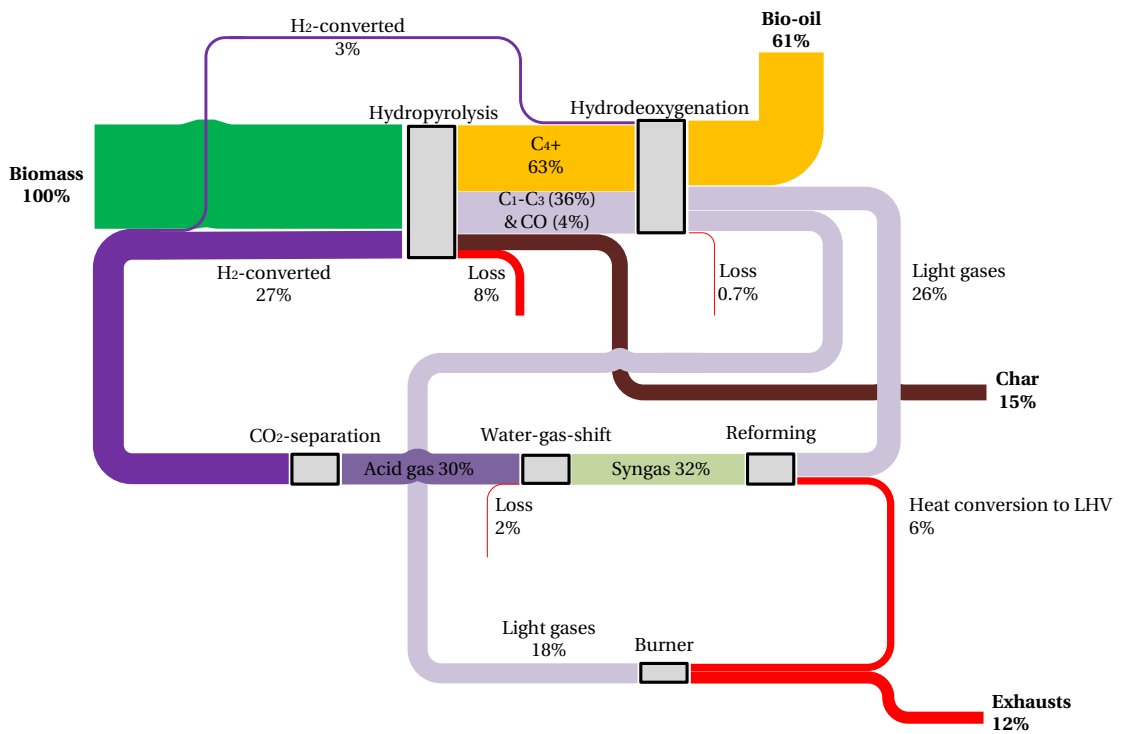 H₂-converted
3%
Bio-oil
61%
Hydropyrolysis
Hydrodeoxygenation
Biomass
100%
C₄+
63%
C₁-C₃ (36%)
& CO (4%)
H₂-converted
27%
Loss
8%
Loss
0.7%
Light gases
26%
Char
15%
CO₂-separation
Water-gas-shift
Reforming
Acid gas 30%
Syngas 32%
Loss
2%
Heat conversion to LHV
6%
Light gases
18%
Burner
Exhausts
12%